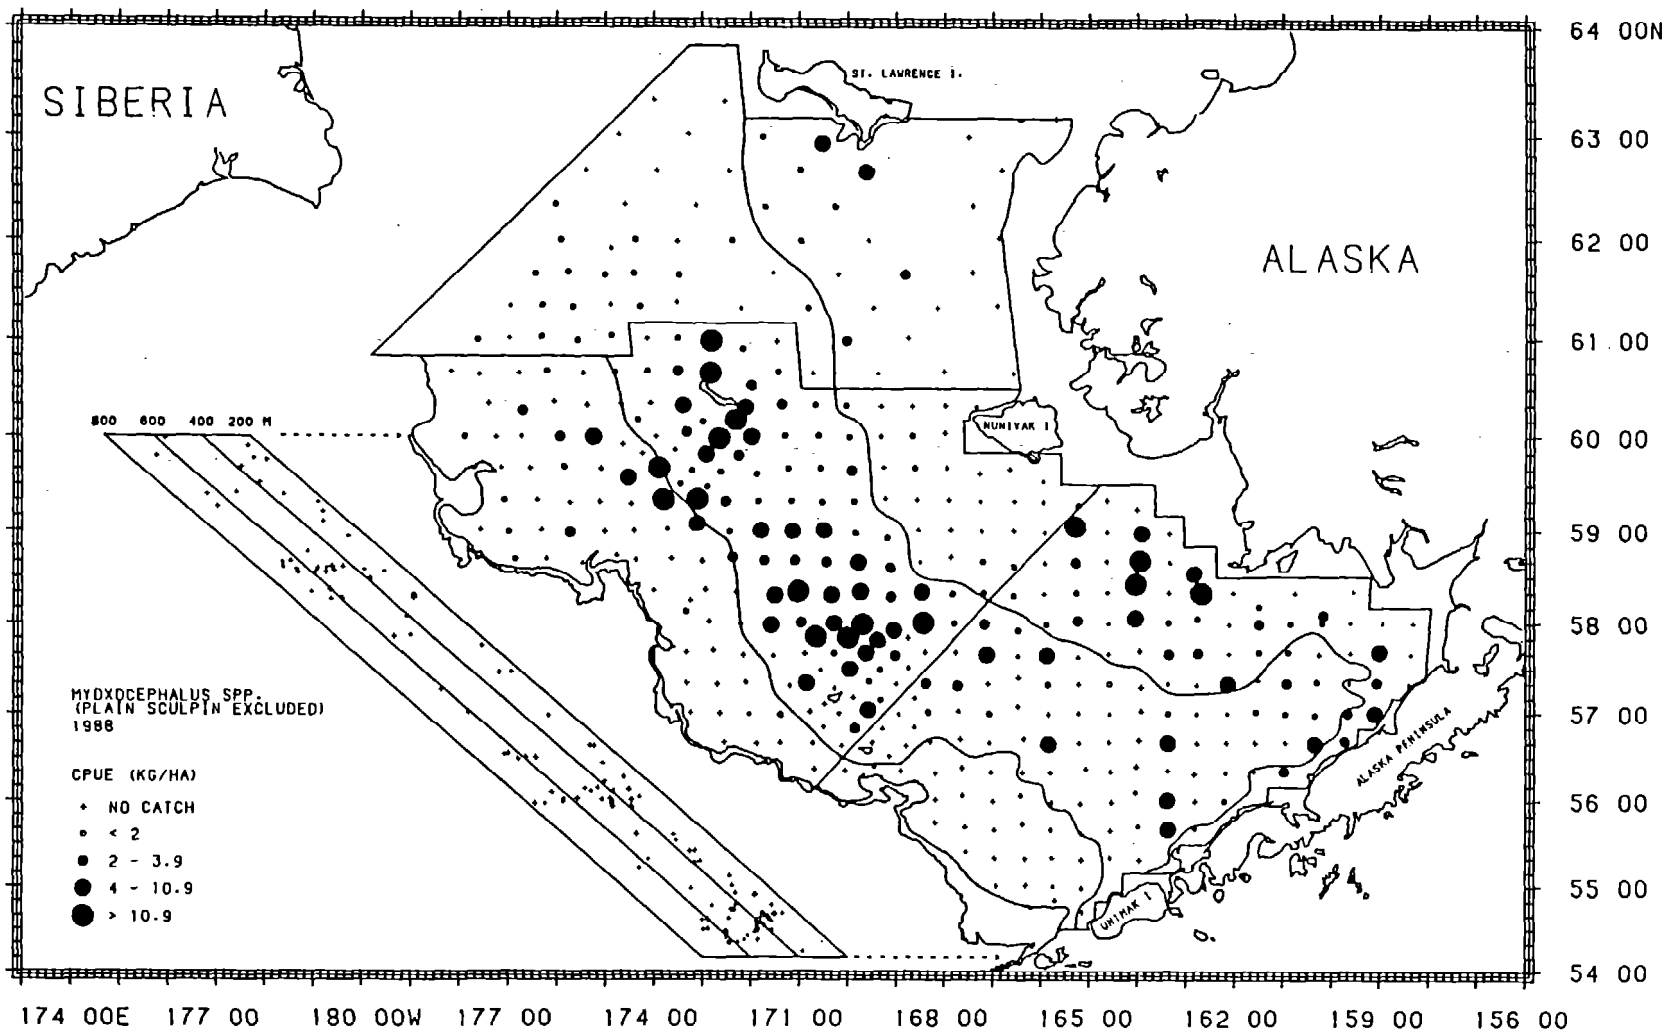 64 00N
ST. LAWRENCE I.
SIBERIA
63 00
62 00
ALASKA
61 00
800 600 400 200 M
NUNIVAK I
60 00
59 00
58 00
MYOXOCEPHALUS SPP.
(PLAIN SCULPIN EXCLUDED)
1988
57 00
ALASKA PENINSULA
CPUE (KG/HA)
+ NO CATCH
< 2
2 - 3.9
4 - 10.9
> 10.9
56 00
55 00
UNIMAK I
54 00
174 00E 177 00 180 00W 177 00 174 00 171 00 168 00 165 00 162 00 159 00 156 00